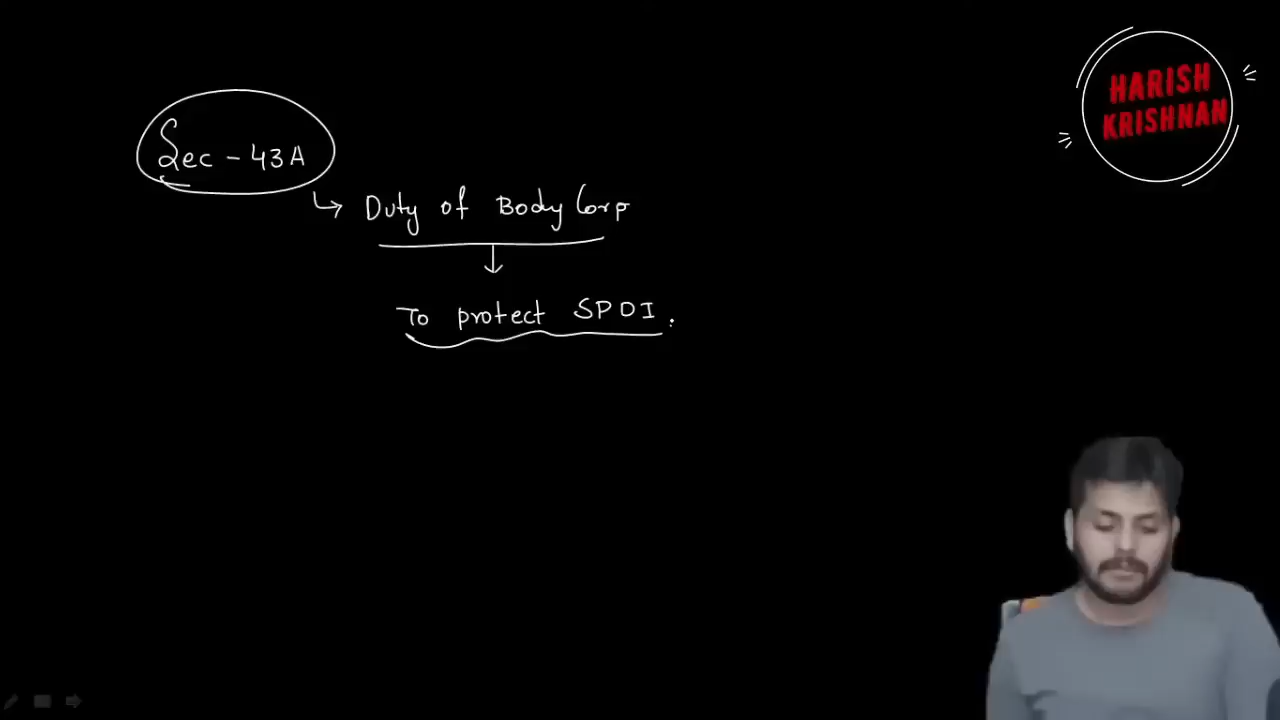 HARISH
KRISHNAN
Sec - 43A
↳ Duty of Body Corp
↓
To protect SPDI.